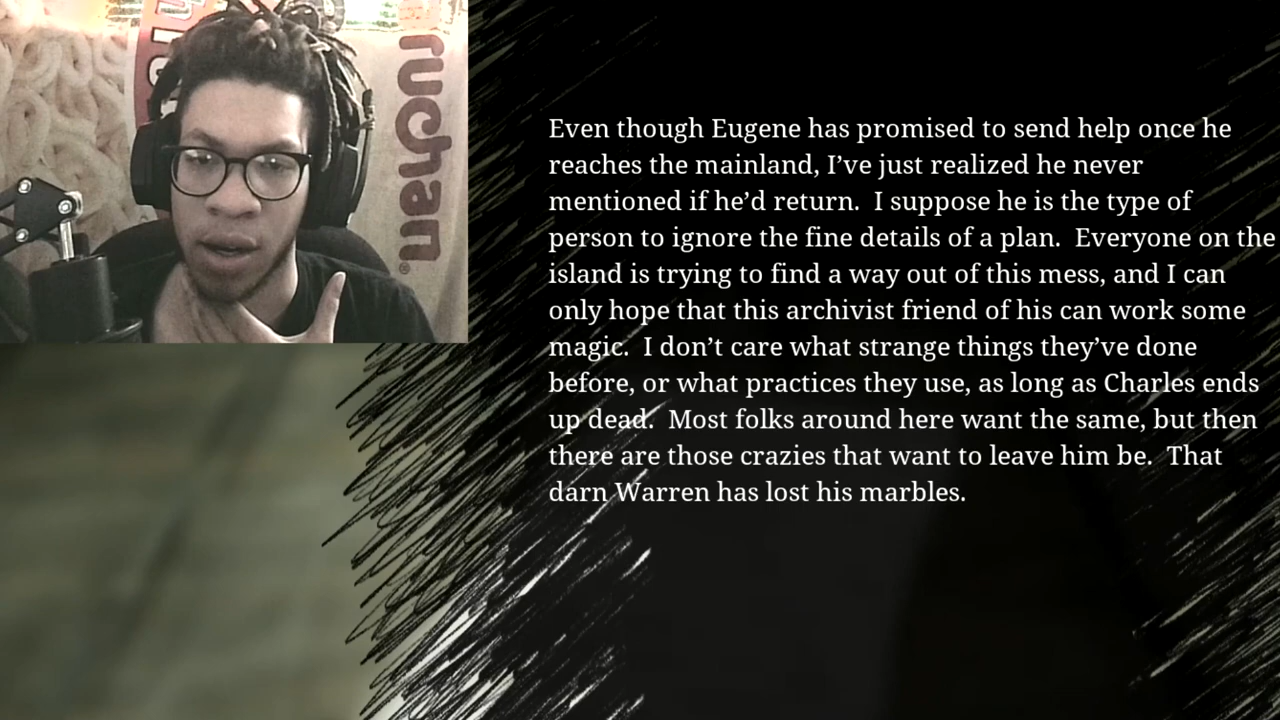 ruchan
®
Even though Eugene has promised to send help once he
reaches the mainland, I’ve just realized he never
mentioned if he’d return.  I suppose he is the type of
person to ignore the fine details of a plan.  Everyone on the
island is trying to find a way out of this mess, and I can
only hope that this archivist friend of his can work some
magic.  I don’t care what strange things they’ve done
before, or what practices they use, as long as Charles ends
up dead.  Most folks around here want the same, but then
there are those crazies that want to leave him be.  That
darn Warren has lost his marbles.